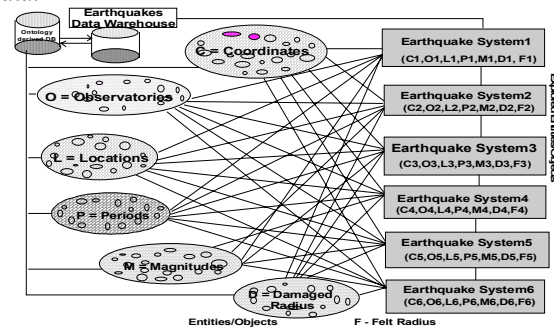 Earthquakes
Data Warehouse
Ontology
derived DB
C = Coordinates
O = Observatories
L = Locations
P = Periods
M = Magnitudes
D = Damaged
Radius
Entities/Objects
F - Felt Radius
Earthquake System1
(C1, O1,L1,P1,M1,D1, F1)
Earthquake System2
(C2, O2,L2,P2,M2,D2,F2)
Earthquake System3
(C3, O3,L3,P3,M3,D3,F3)
Earthquake System4
(C4, O4,L4,P4,M4,D4,F4)
Earthquake System5
(C5, O5,L5,P5,M5,D5,F5)
Earthquake System6
(C6,O6,L6,P6,M6,D6,F6)